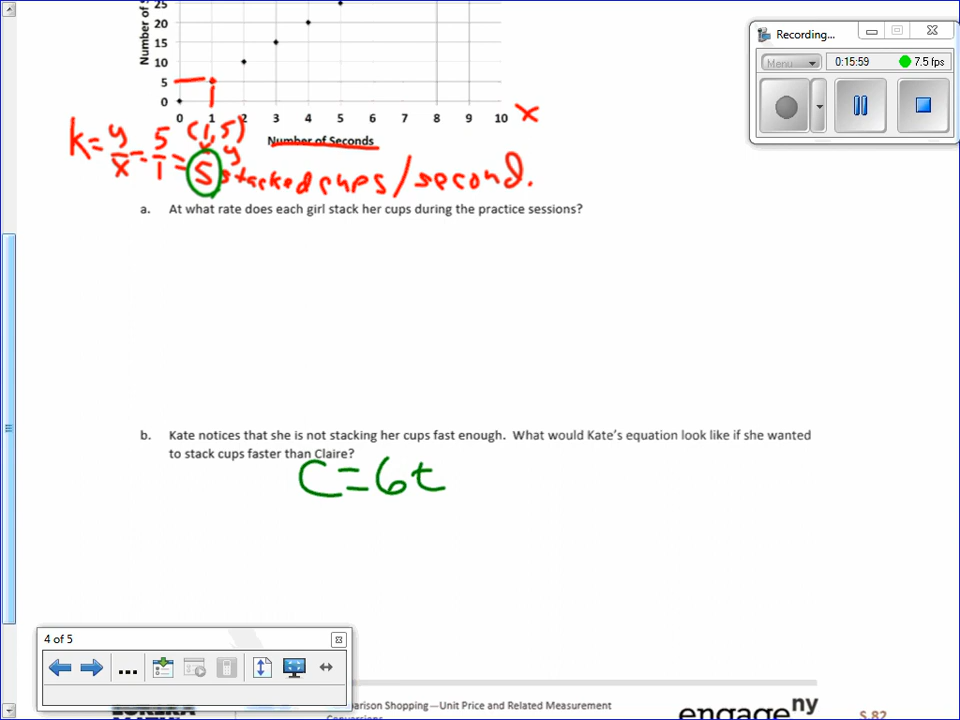 25
20
15
10
5
0
Number of S
0 1 2 3 4 5 6 7 8 9 10 x
Number of Seconds
k = y/x = 5/1 = 5 stacked cups/second.
(1, 5)
x y
a. At what rate does each girl stack her cups during the practice sessions?
b. Kate notices that she is not stacking her cups fast enough. What would Kate's equation look like if she wanted
to stack cups faster than Claire?
C=6t
Recording...
Menu
0:15:59
7.5 fps
4 of 5
parison Shopping—Unit Price and Related Measurement
Conversions
engage ny
S.82